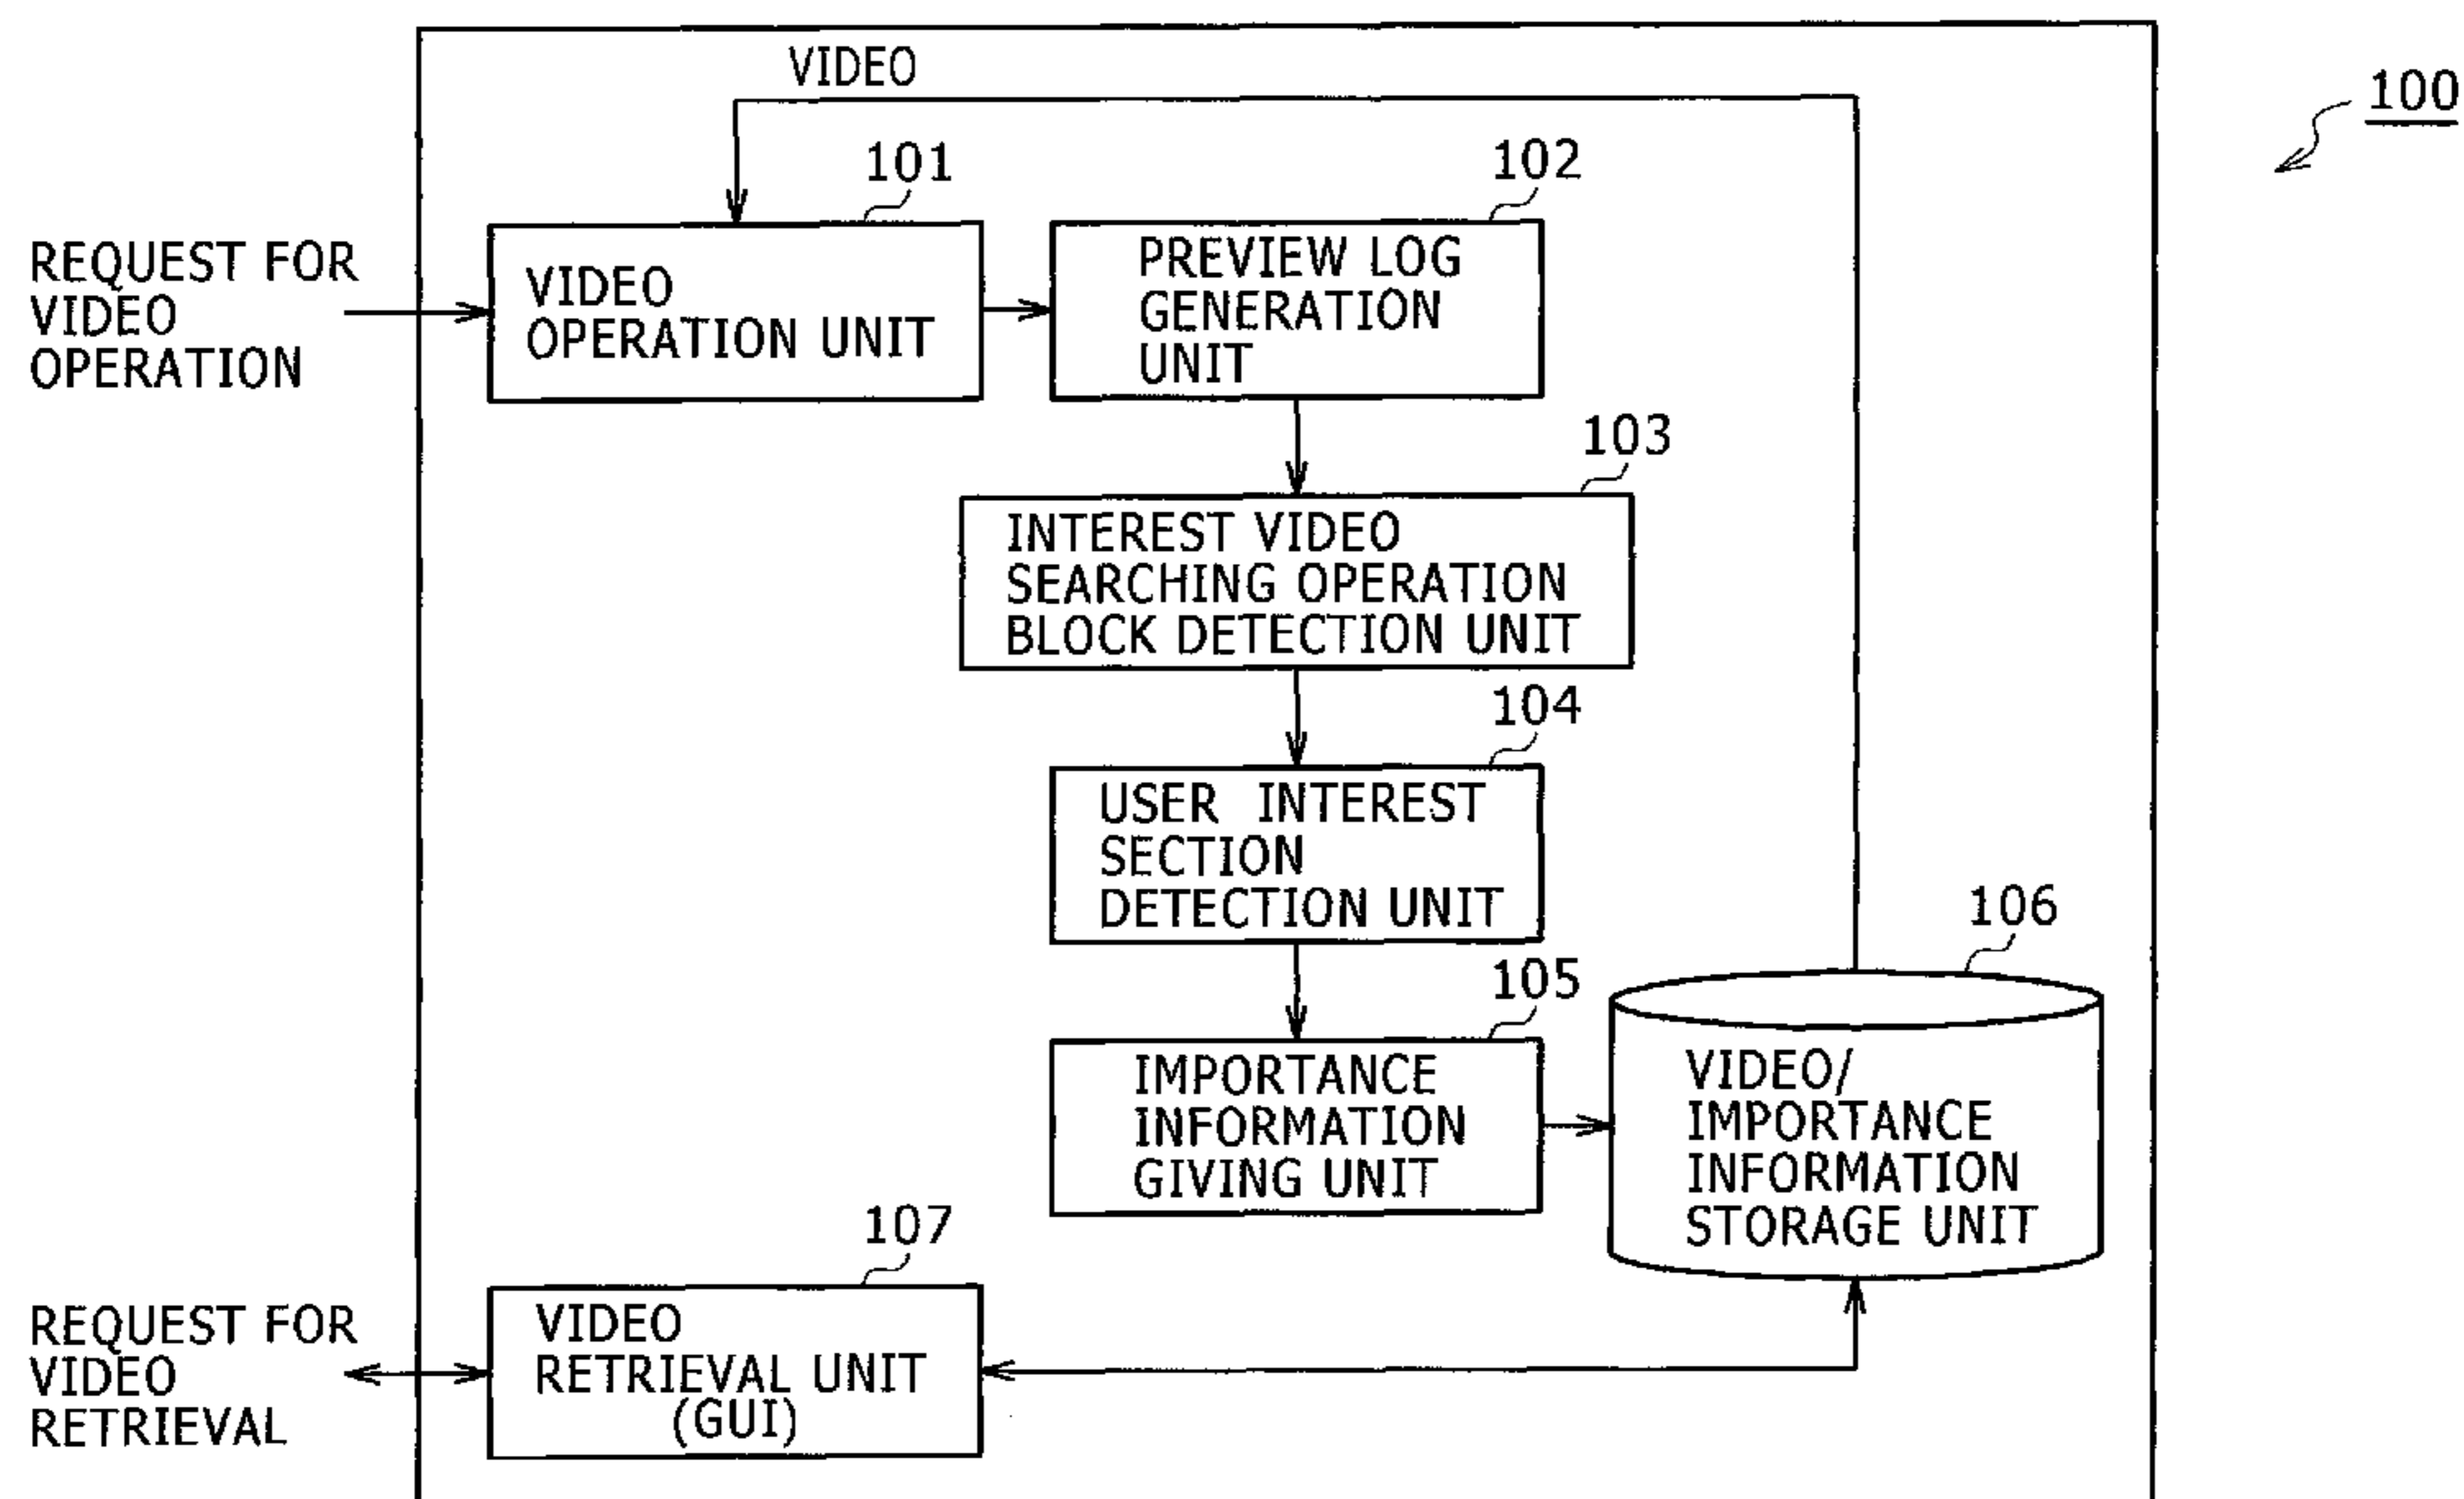 VIDEO
100
101
102
REQUEST FOR
VIDEO
OPERATION
VIDEO
OPERATION UNIT
PREVIEW LOG
GENERATION
UNIT
103
INTEREST VIDEO
SEARCHING OPERATION
BLOCK DETECTION UNIT
104
USER INTEREST
SECTION
DETECTION UNIT
105
IMPORTANCE
INFORMATION
GIVING UNIT
106
VIDEO/
IMPORTANCE
INFORMATION
STORAGE UNIT
107
REQUEST FOR
VIDEO
RETRIEVAL
VIDEO
RETRIEVAL UNIT
(GUI)